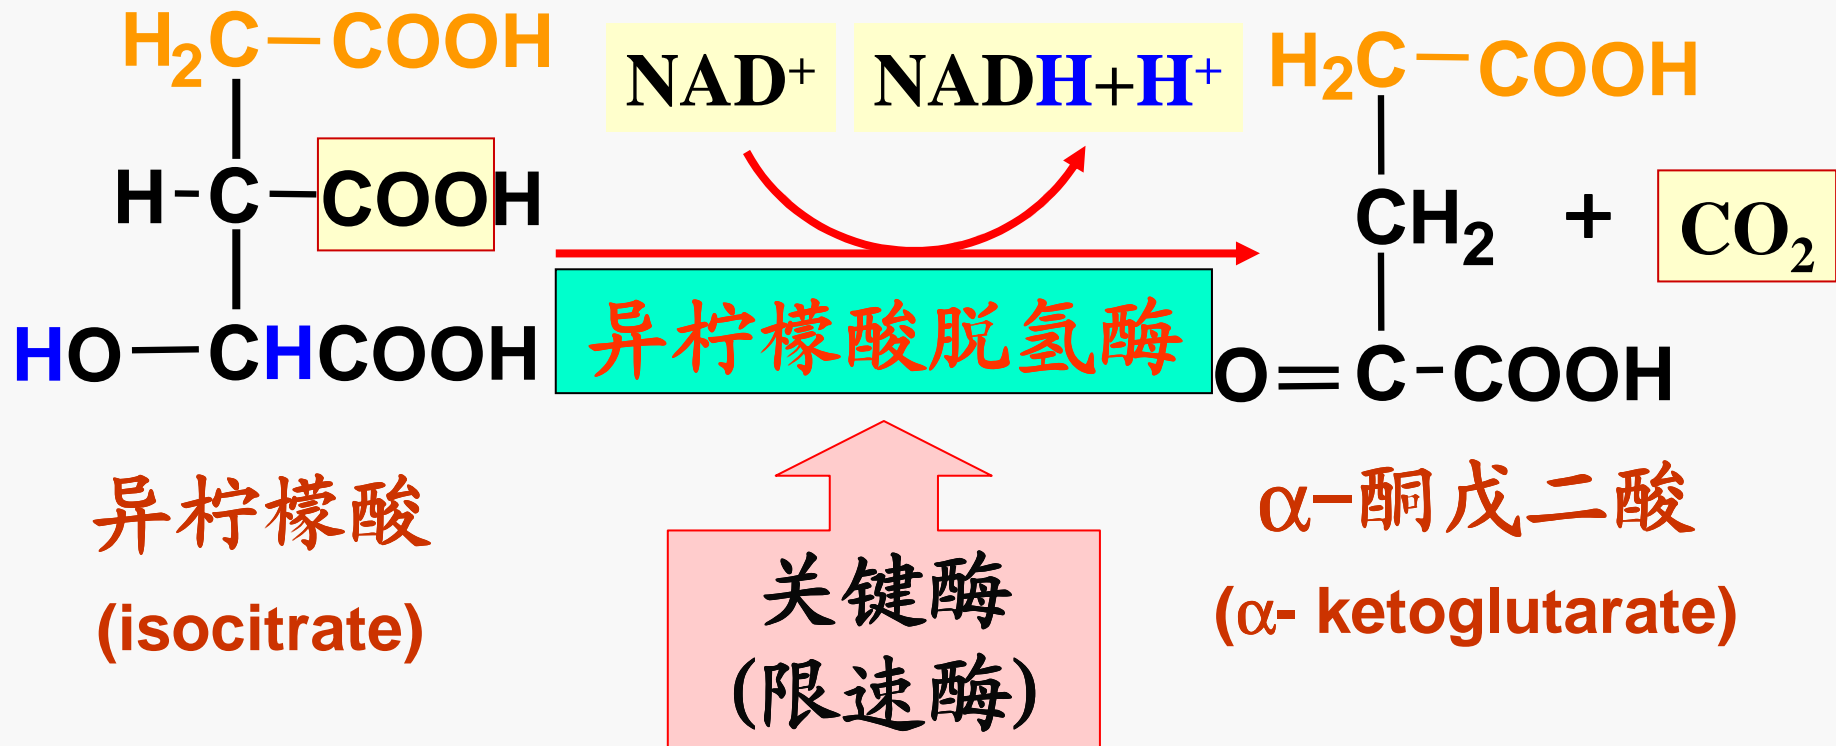 H₂C—COOH
NAD⁺
NADH+H⁺
H₂C—COOH
H-C—COOH
CH₂ + CO₂
HO—CHCOOH
异柠檬酸脱氢酶
O=C-COOH
异柠檬酸
(isocitrate)
关键酶
(限速酶)
α-酮戊二酸
(α- ketoglutarate)